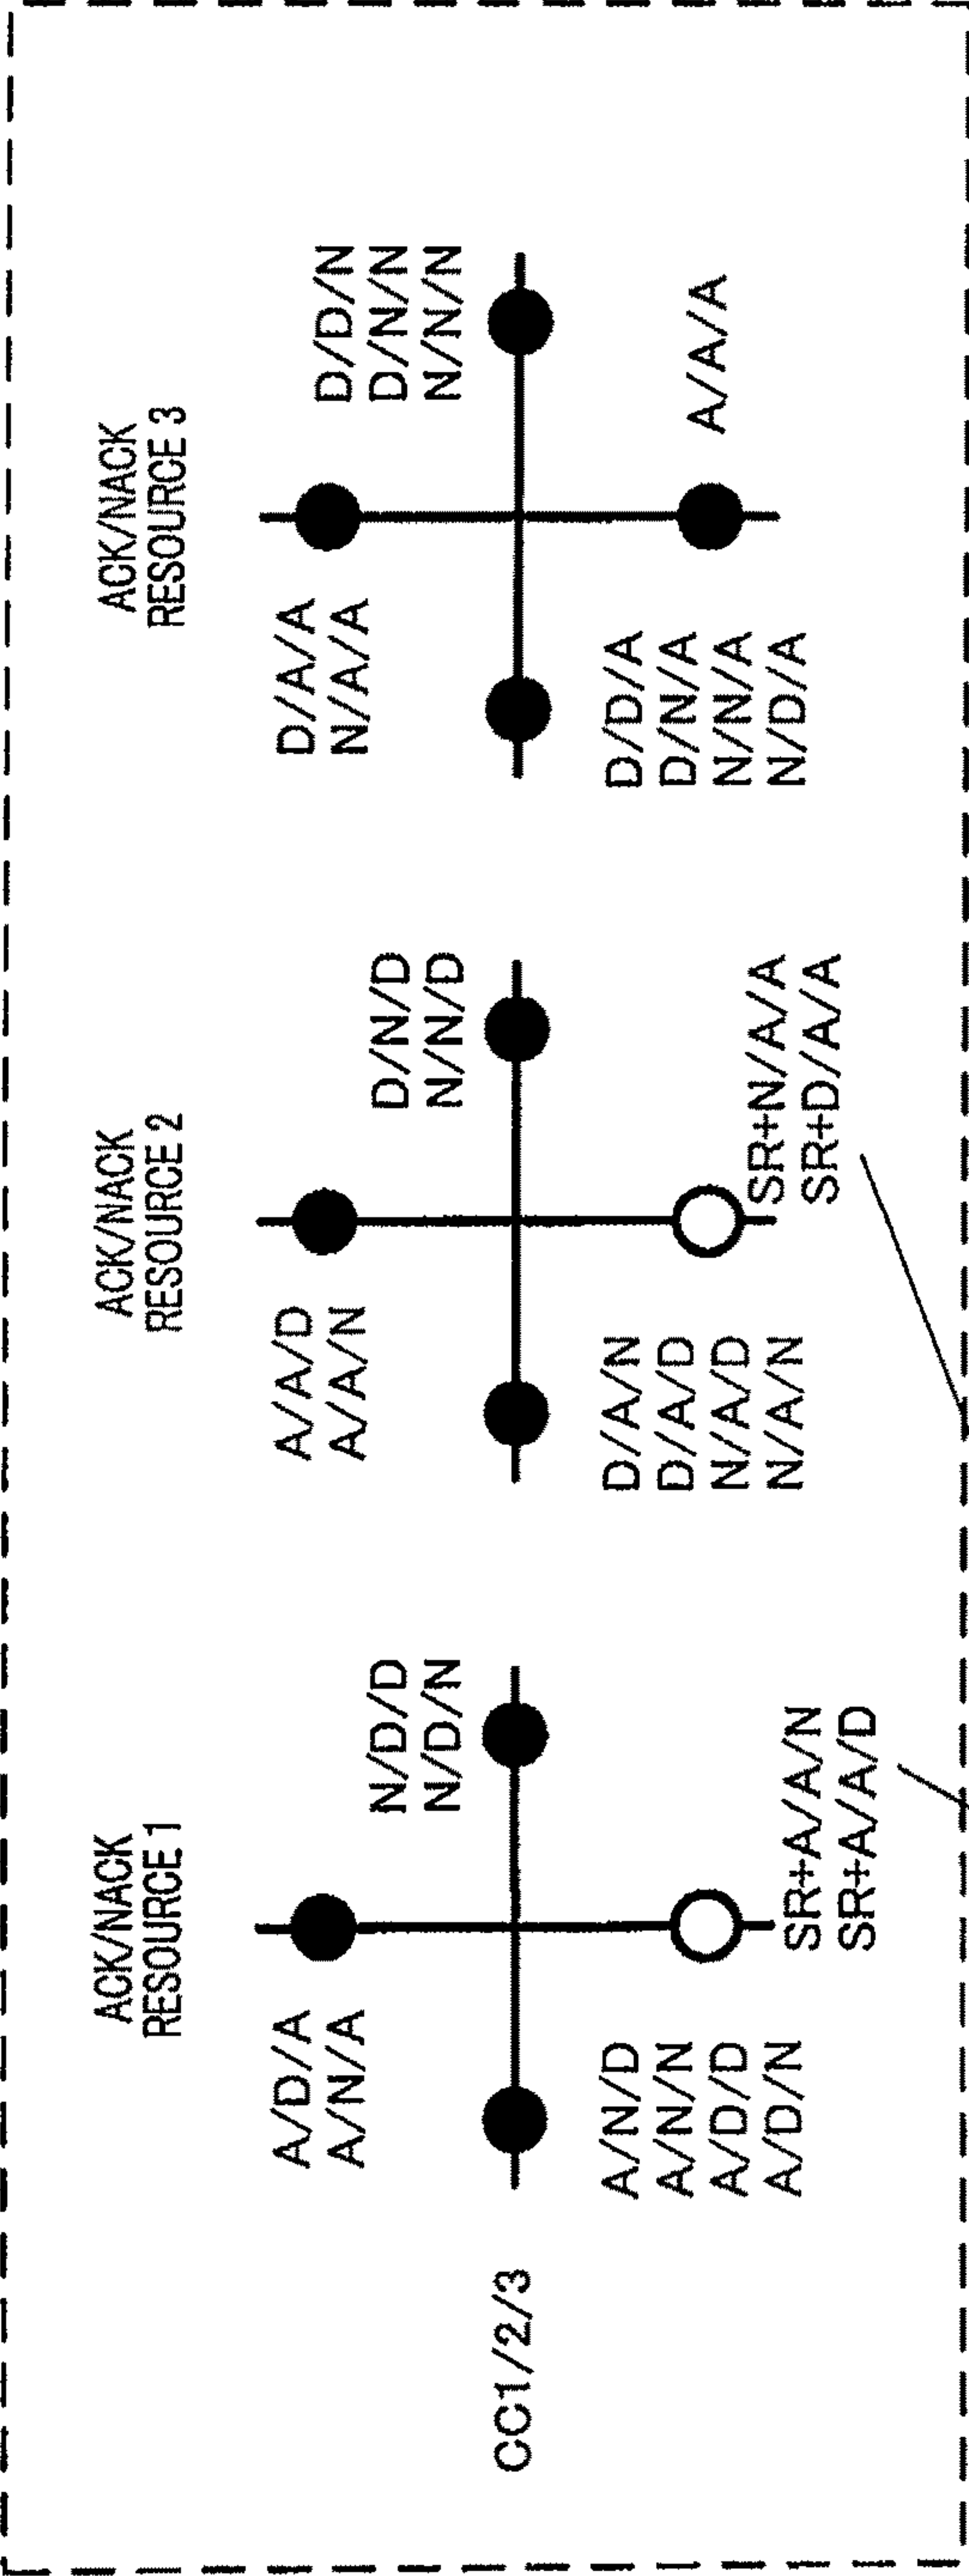 CC1/2/3
ACK/NACK
RESOURCE 1
A/D/A
A/N/A
N/D/D
N/D/N
A/N/D
A/N/N
A/D/D
A/D/N
SR+A/A/N
SR+A/A/D
ACK/NACK
RESOURCE 2
A/A/D
A/A/N
D/N/D
N/N/D
D/A/N
D/A/D
N/A/D
N/A/N
SR+N/A/A
SR+D/A/A
ACK/NACK
RESOURCE 3
D/A/A
N/A/A
D/D/N
D/N/N
N/N/N
D/D/A
D/N/A
N/N/A
N/D/A
A/A/A